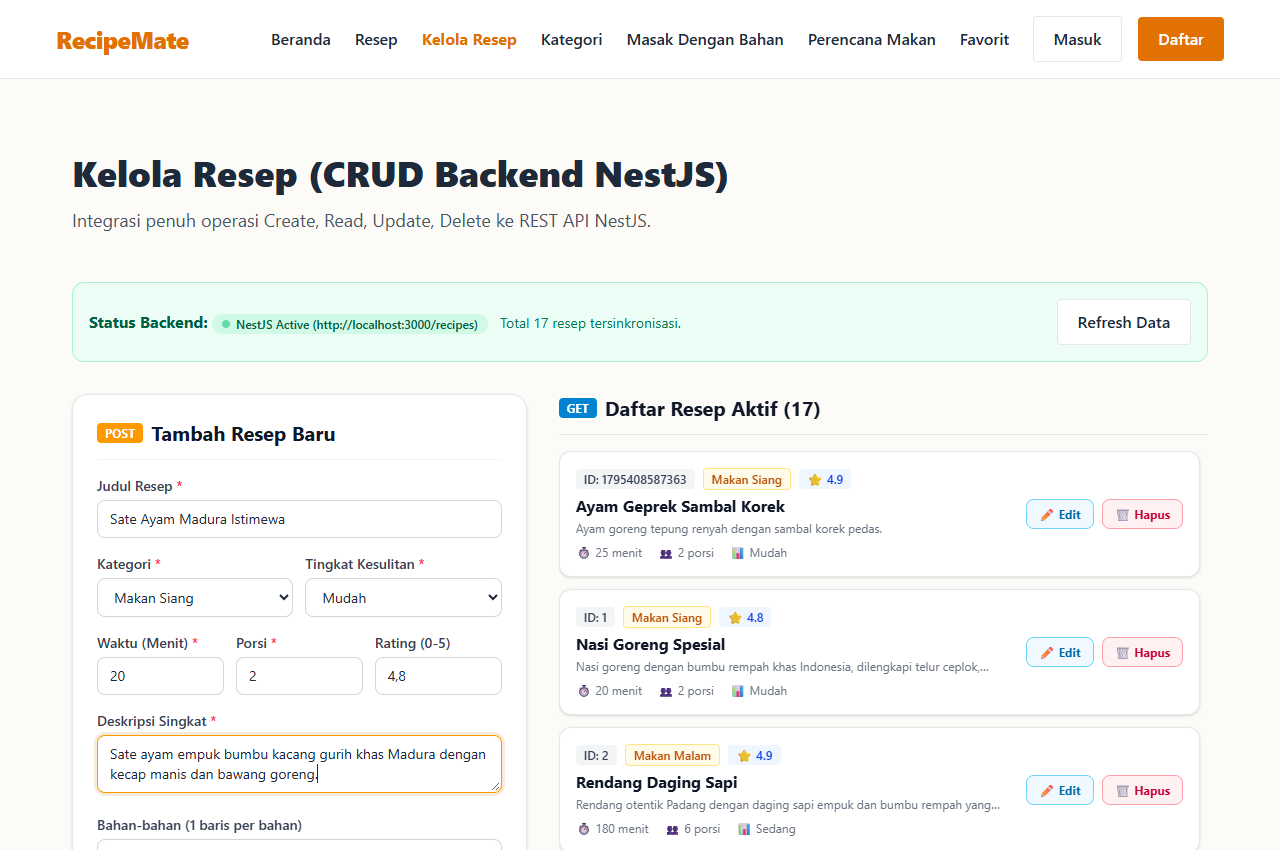 RecipeMate
Beranda Resep Kelola Resep Kategori Masak Dengan Bahan Perencana Makan Favorit Masuk Daftar
Kelola Resep (CRUD Backend NestJS)
Integrasi penuh operasi Create, Read, Update, Delete ke REST API NestJS.
Status Backend: NestJS Active (http://localhost:3000/recipes) Total 17 resep tersinkronisasi.
Refresh Data
POST Tambah Resep Baru
Judul Resep *
Sate Ayam Madura Istimewa
Kategori * Tingkat Kesulitan *
Makan Siang Mudah
Waktu (Menit) * Porsi * Rating (0-5)
20 2 4,8
Deskripsi Singkat *
Sate ayam empuk bumbu kacang gurih khas Madura dengan
kecap manis dan bawang goreng.
Bahan-bahan (1 baris per bahan)
GET Daftar Resep Aktif (17)
ID: 1795408587363 Makan Siang ⭐ 4.9
Ayam Geprek Sambal Korek
Ayam goreng tepung renyah dengan sambal korek pedas.
25 menit 2 porsi Mudah
Edit Hapus
ID: 1 Makan Siang ⭐ 4.8
Nasi Goreng Spesial
Nasi goreng dengan bumbu rempah khas Indonesia, dilengkapi telur ceplok,...
20 menit 2 porsi Mudah
Edit Hapus
ID: 2 Makan Malam ⭐ 4.9
Rendang Daging Sapi
Rendang otentik Padang dengan daging sapi empuk dan bumbu rempah yang...
180 menit 6 porsi Sedang
Edit Hapus